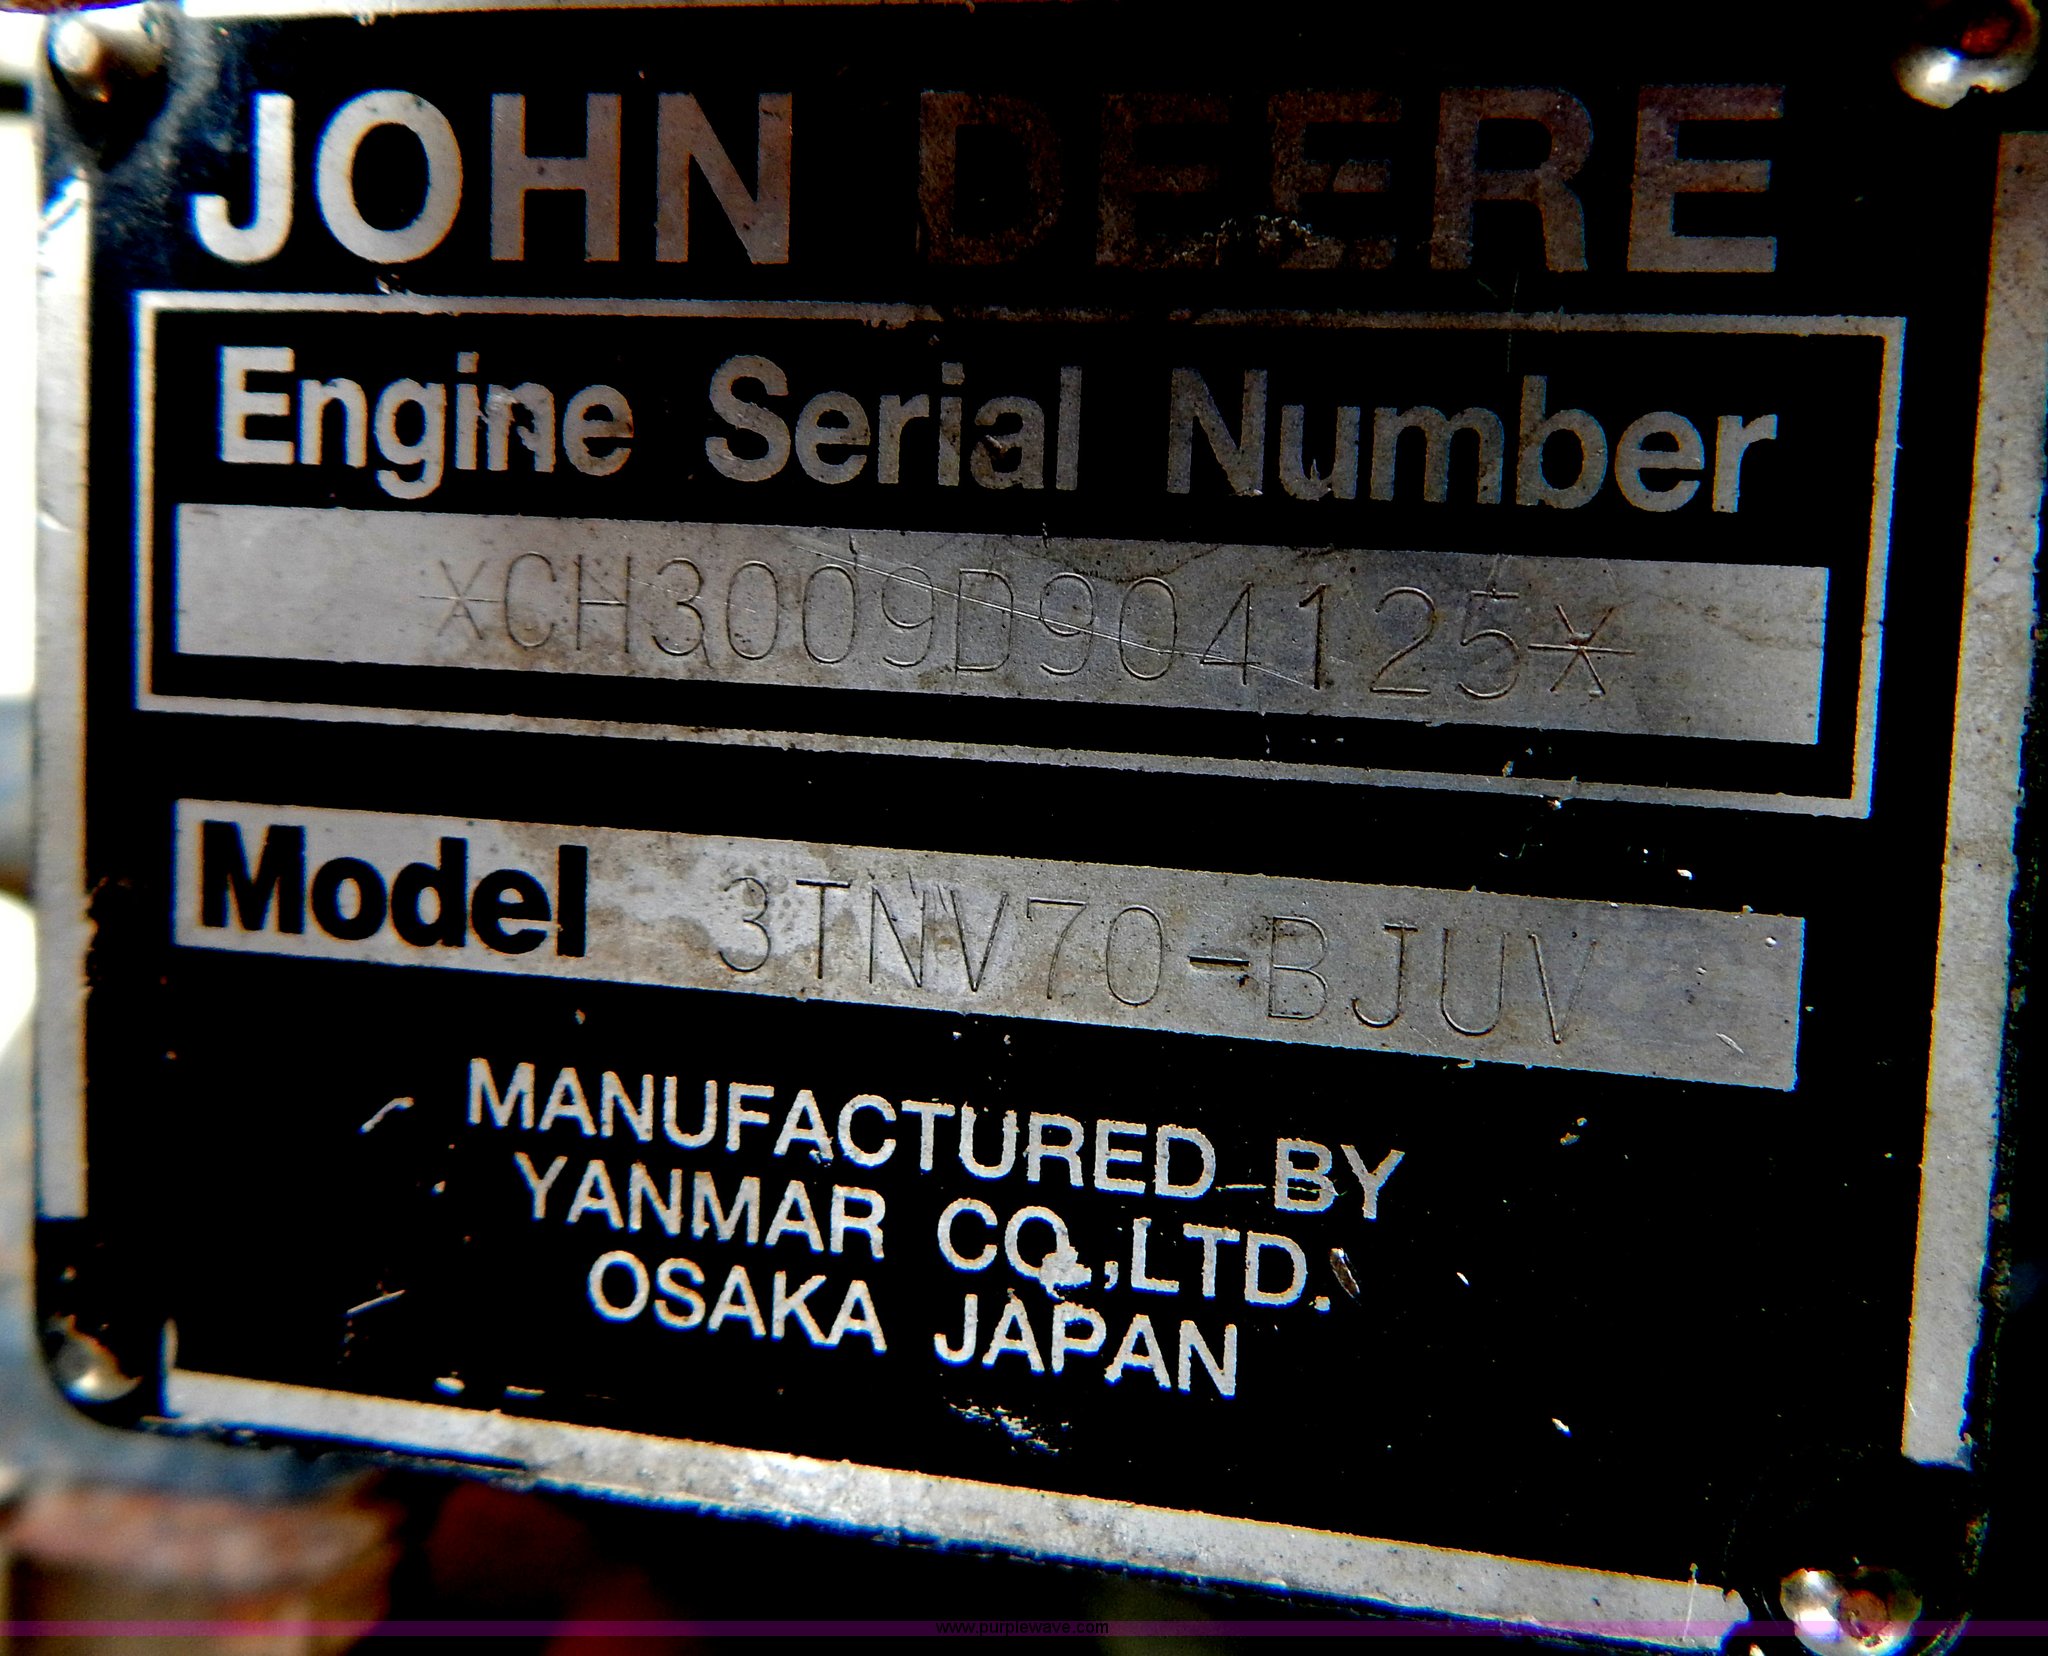 JOHN DEERE
Engine Serial Number
*CH3009D904125*
Model 3TNV70-BJUV
MANUFACTURED BY
YANMAR CO.,LTD.
OSAKA JAPAN
www.purplewave.com